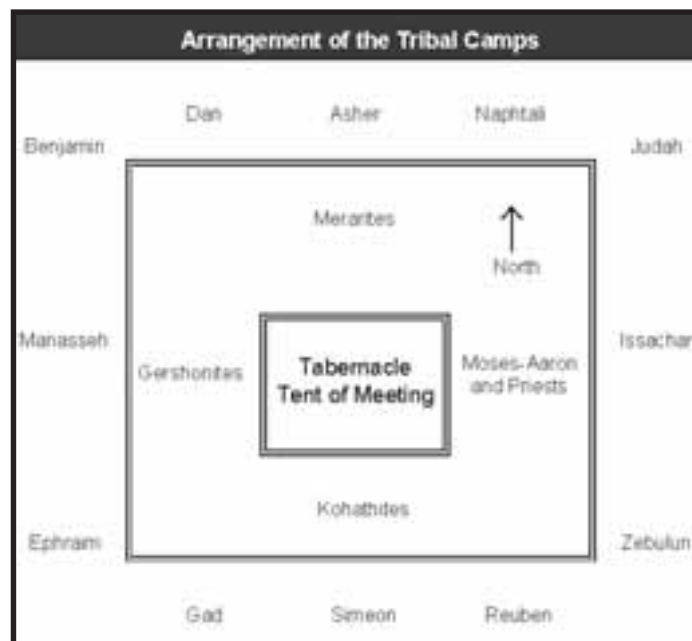 Arrangement of the Tribal Camps
Dan Asher Naphtali
Benjamin Judah
Merarites
North
Manasseh Issachar
Gershonites Tabernacle Moses-Aaron
Tent of Meeting and Priests
Kohathites
Ephraim Zebulun
Gad Simeon Reuben